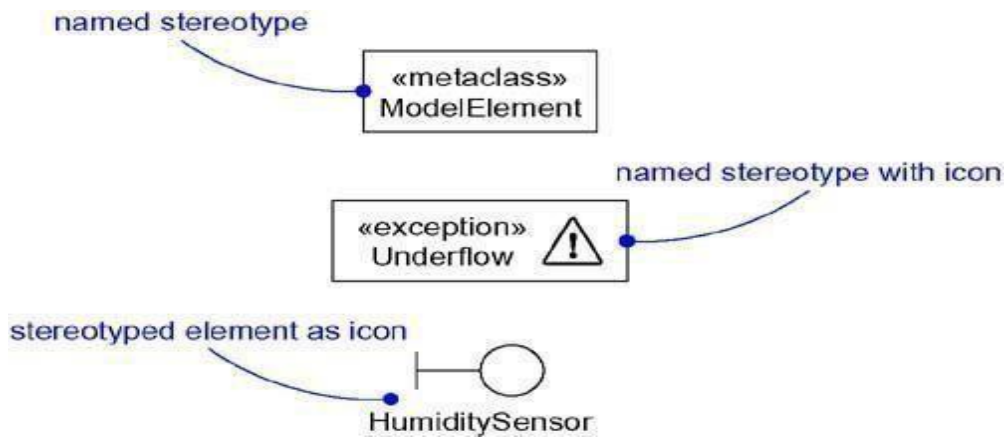 named stereotype
«metaclass»
ModelElement
named stereotype with icon
«exception»
Underflow
!
stereotyped element as icon
HumiditySensor